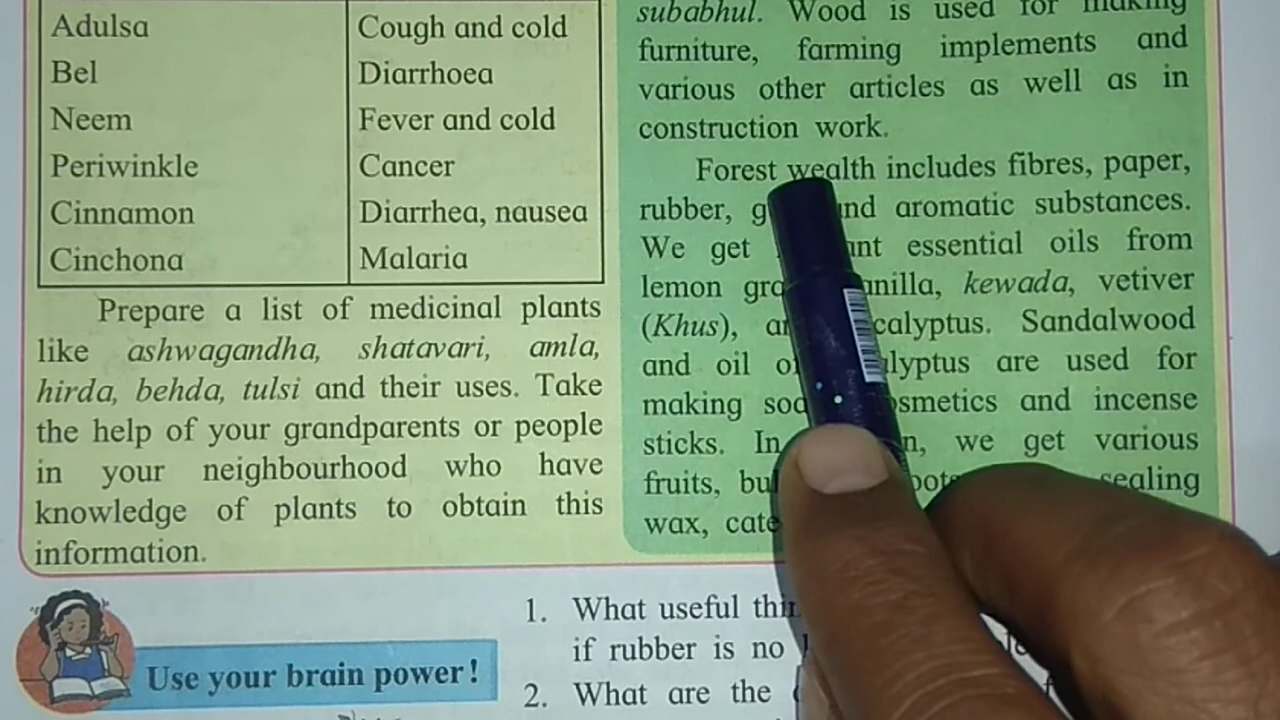 Adulsa Cough and cold
Bel Diarrhoea
Neem Fever and cold
Periwinkle Cancer
Cinnamon Diarrhea, nausea
Cinchona Malaria
Prepare a list of medicinal plants
like ashwagandha, shatavari, amla,
hirda, behda, tulsi and their uses. Take
the help of your grandparents or people
in your neighbourhood who have
knowledge of plants to obtain this
information.
subabhul. Wood is used for making
furniture, farming implements and
various other articles as well as in
construction work.
Forest wealth includes fibres, paper,
rubber, and aromatic substances.
We get essential oils from
lemon kewada, vetiver
(Khus), Sandalwood
and oil are used for
making and incense
sticks. In we get various
fruits, sealing
wax,
Use your brain power!
1. What useful
if rubber is no
2. What are the